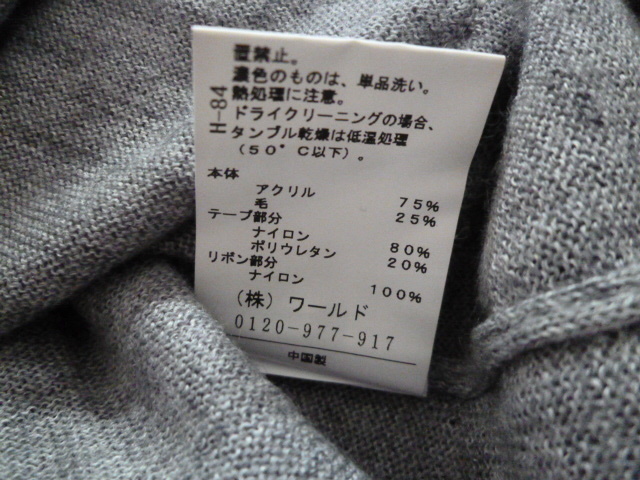 置禁止。
濃色のものは、単品洗い。
熱処理に注意。
ドライクリーニングの場合、
タンブル乾燥は低温処理
(50°C以下)。
H-84
本体
アクリル 75%
毛 25%
テープ部分
ナイロン 80%
ポリウレタン 20%
リボン部分
ナイロン 100%
(株)ワールド
0120-977-917
中国製